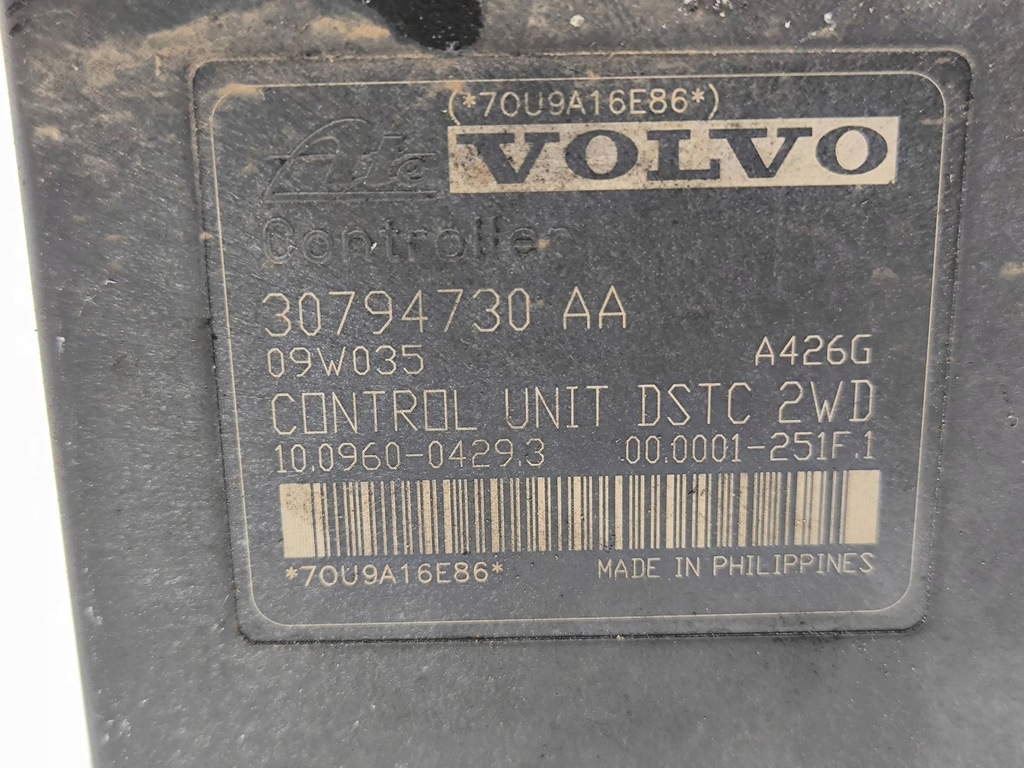 (*70U9A16E86*)
Ate VOLVO
Controller
30794730 AA
09W035 A426G
CONTROL UNIT DSTC 2WD
10.0960-0429.3 00.0001-251F.1
*70U9A16E86* MADE IN PHILIPPINES